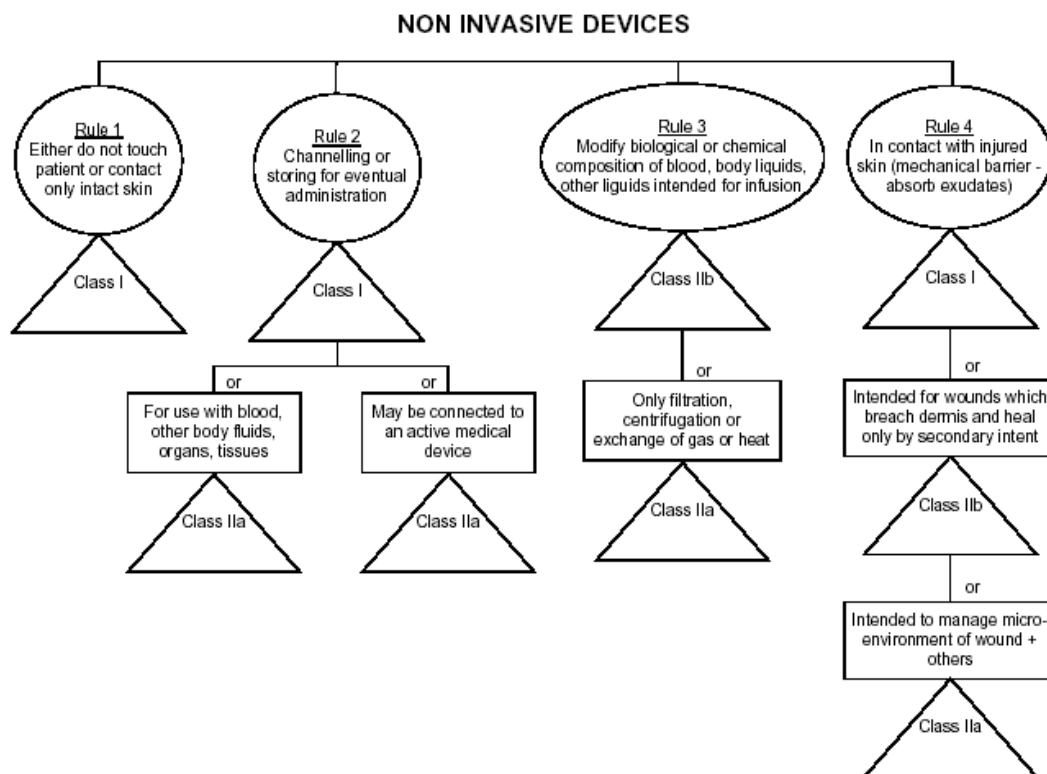 NON INVASIVE DEVICES
Rule 1
Either do not touch
patient or contact
only intact skin
Class I
Rule 2
Channelling or
storing for eventual
administration
Class I
or
For use with blood,
other body fluids,
organs, tissues
Class IIa
or
May be connected to
an active medical
device
Class IIa
Rule 3
Modify biological or chemical
composition of blood, body liquids,
other liguids intended for infusion
Class IIb
or
Only filtration,
centrifugation or
exchange of gas or heat
Class IIa
Rule 4
In contact with injured
skin (mechanical barrier -
absorb exudates)
Class I
or
Intended for wounds which
breach dermis and heal
only by secondary intent
Class IIb
or
Intended to manage micro-
environment of wound +
others
Class IIa